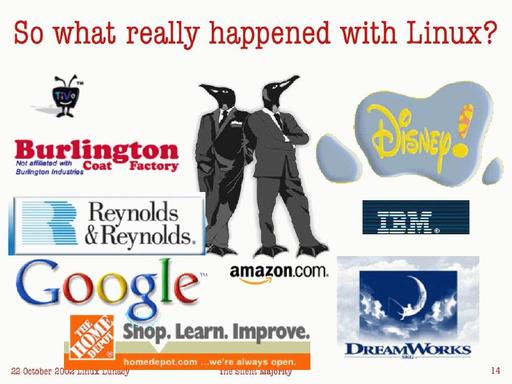 So what really happened with Linux?
TiVo
Burlington
Coat Factory
Not affiliated with
Burlington Industries
Disney!
Reynolds
& Reynolds®
IBM®
Google™
amazon.com.
THE HOME DEPOT
Shop. Learn. Improve.
homedepot.com ...we're always open.
DREAMWORKS
22 October 2002 Linux Lunacy
The Silent Majority
14